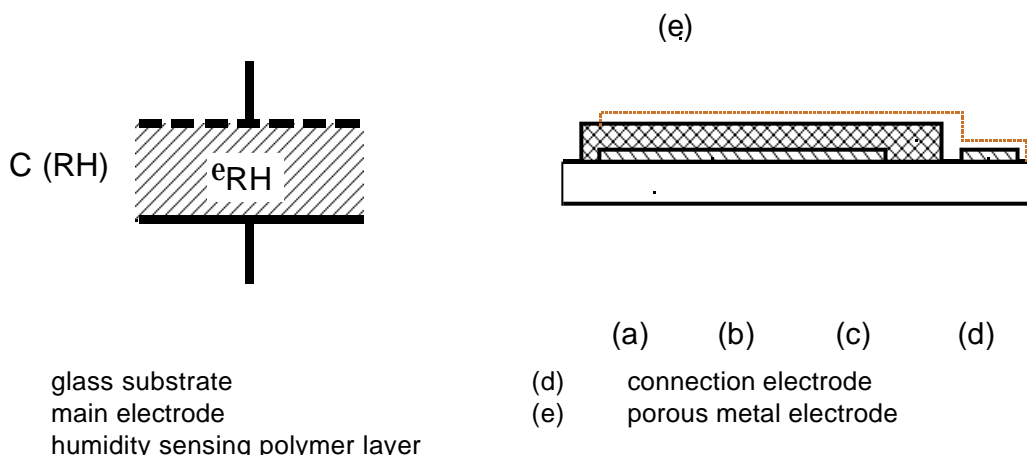 (e)
C (RH)
eRH
(a) (b) (c) (d)
glass substrate
main electrode
humidity sensing polymer layer
(d) connection electrode
(e) porous metal electrode